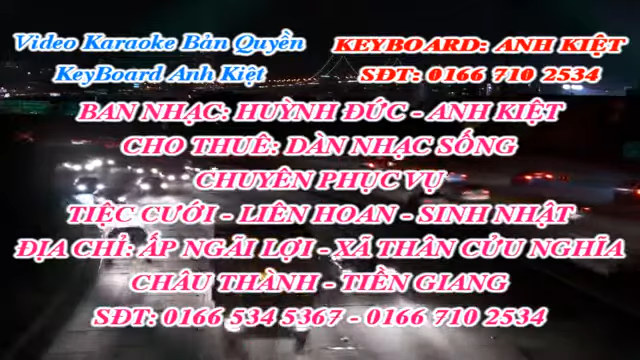 Video Karaoke Bản Quyền
KeyBoard Anh Kiệt
KEYBOARD: ANH KIỆT
SĐT: 0166 710 2534
BAN NHẠC: HUỲNH ĐỨC - ANH KIỆT
CHO THUÊ: DÀN NHẠC SỐNG
CHUYÊN PHỤC VỤ
TIỆC CƯỚI - LIÊN HOAN - SINH NHẬT
ĐỊA CHỈ: ẤP NGÃI LỢI - XÃ THÂN CỬU NGHĨA
CHÂU THÀNH - TIỀN GIANG
SĐT: 0166 534 5367 - 0166 710 2534